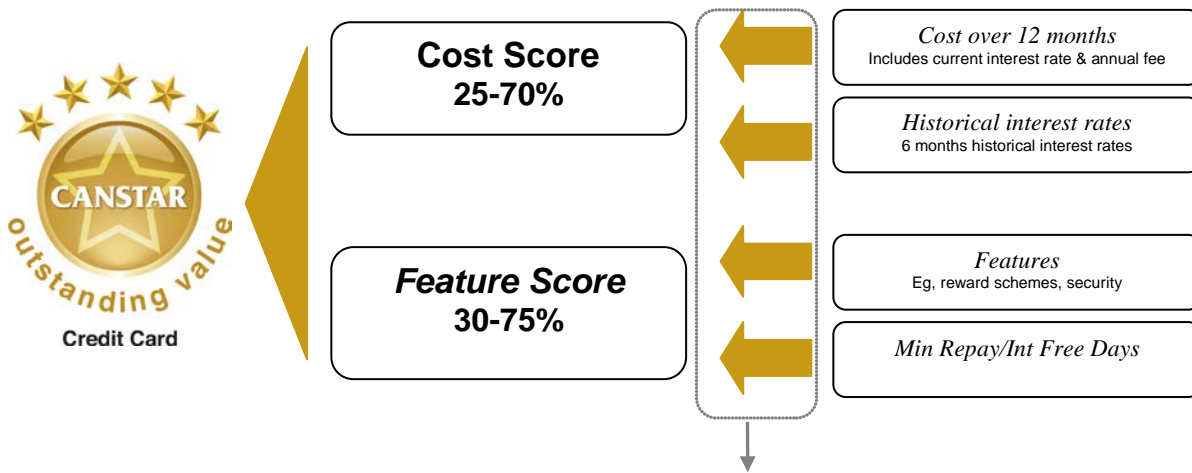 CANSTAR
outstanding value
Credit Card
Cost Score
25-70%
Feature Score
30-75%
Cost over 12 months
Includes current interest rate & annual fee
Historical interest rates
6 months historical interest rates
Features
Eg, reward schemes, security
Min Repay/Int Free Days